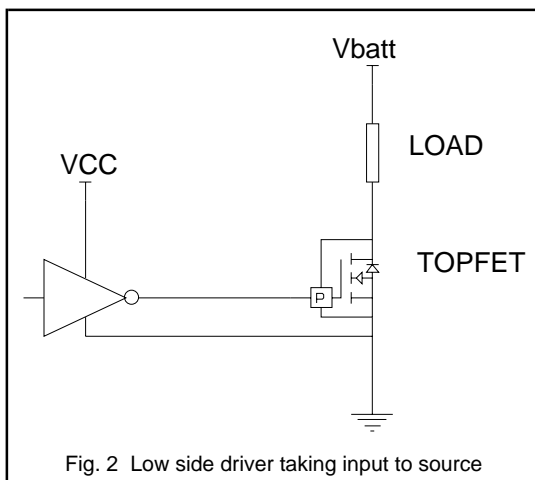 Vbatt
LOAD
VCC
TOPFET
P
Fig. 2 Low side driver taking input to source